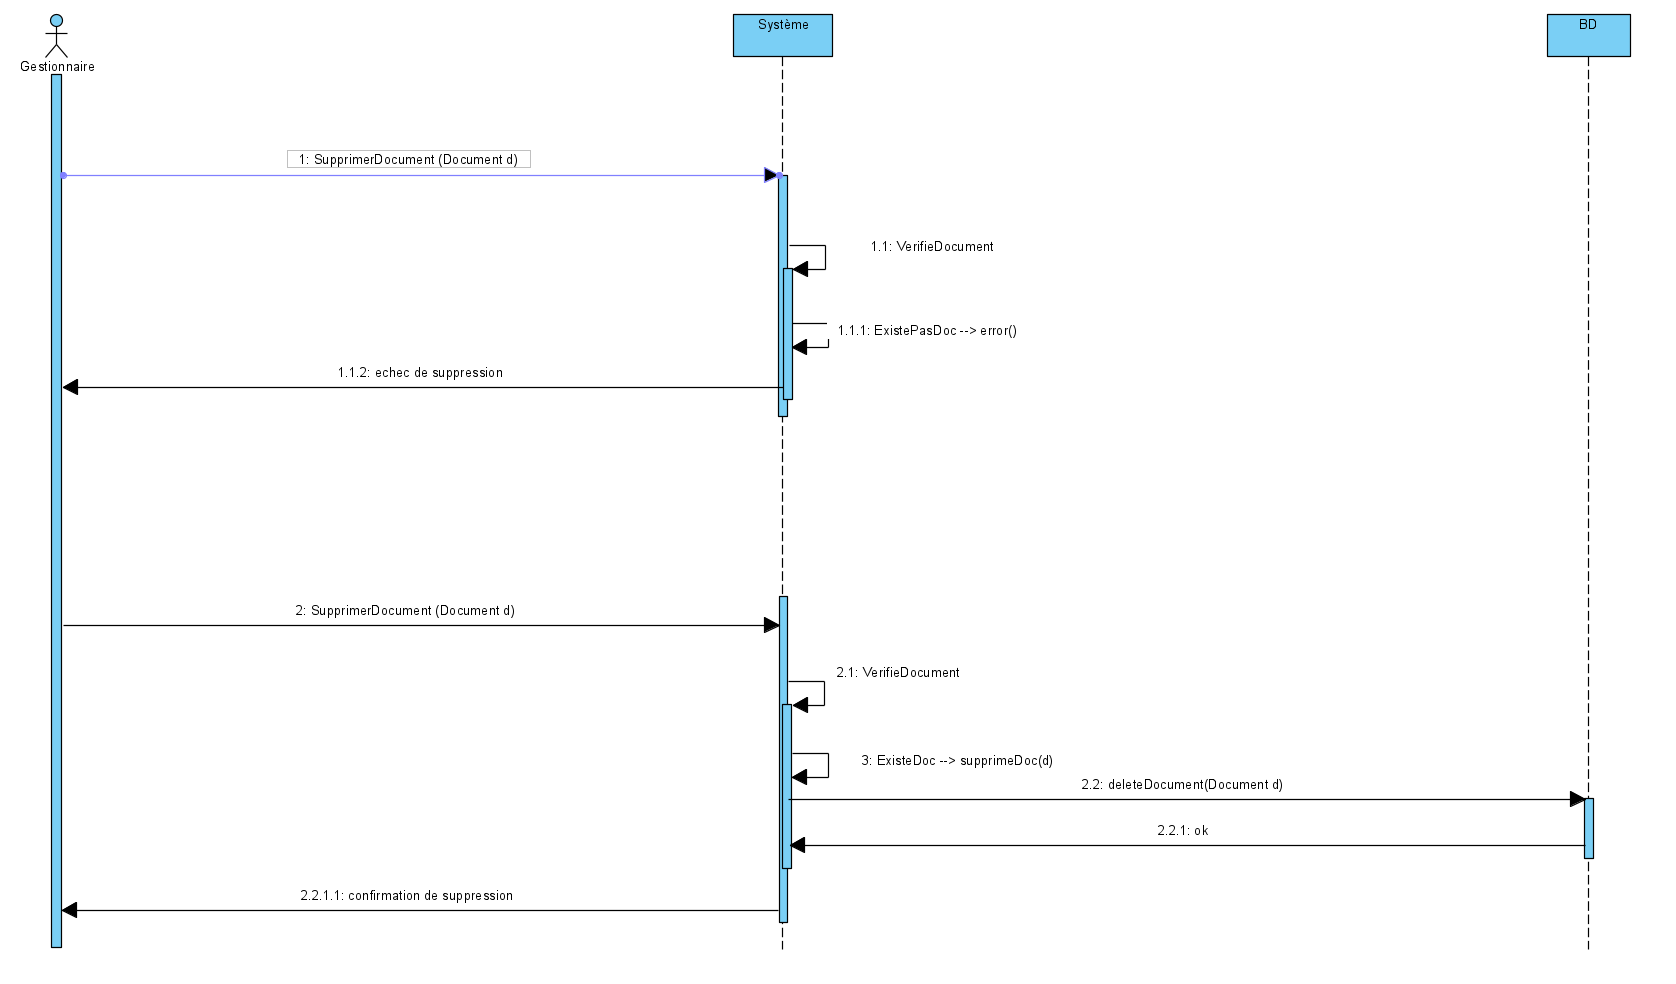 Gestionnaire
Système
BD
1: SupprimerDocument (Document d)
1.1: VerifieDocument
1.1.1: ExistePasDoc --> error()
1.1.2: echec de suppression
2: SupprimerDocument (Document d)
2.1: VerifieDocument
3: ExisteDoc --> supprimeDoc(d)
2.2: deleteDocument(Document d)
2.2.1: ok
2.2.1.1: confirmation de suppression